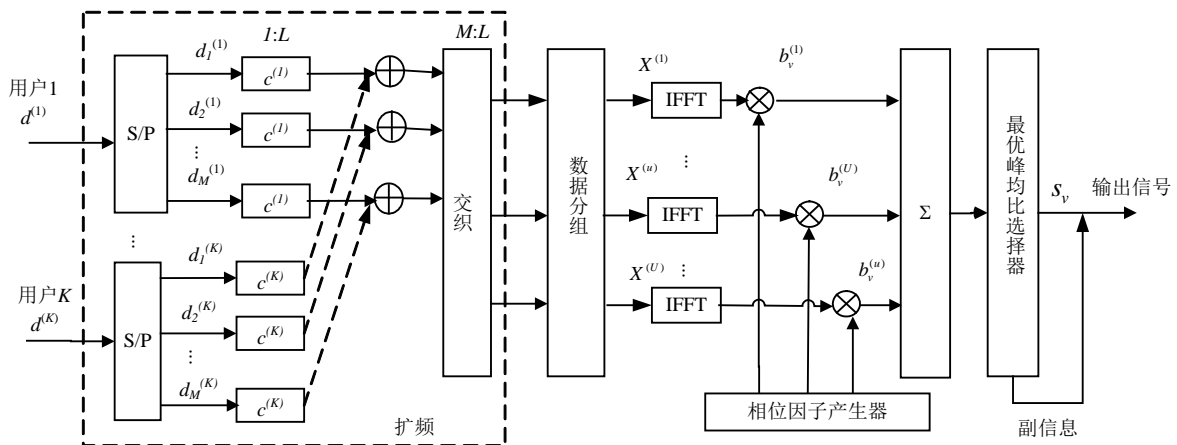 1:L
M:L
用户1
d(1)
S/P
d1(1)
c(1)
d2(1)
c(1)
⋮
dM(1)
c(1)
⋮
用户K
d(K)
S/P
d1(K)
c(K)
d2(K)
c(K)
⋮
dM(K)
c(K)
扩频
交织
数据分组
X(1)
IFFT
bv(1)
⋮
X(u)
IFFT
bv(U)
⋮
X(U)
IFFT
bv(u)
相位因子产生器
Σ
最优峰均比选择器
sv
输出信号
副信息